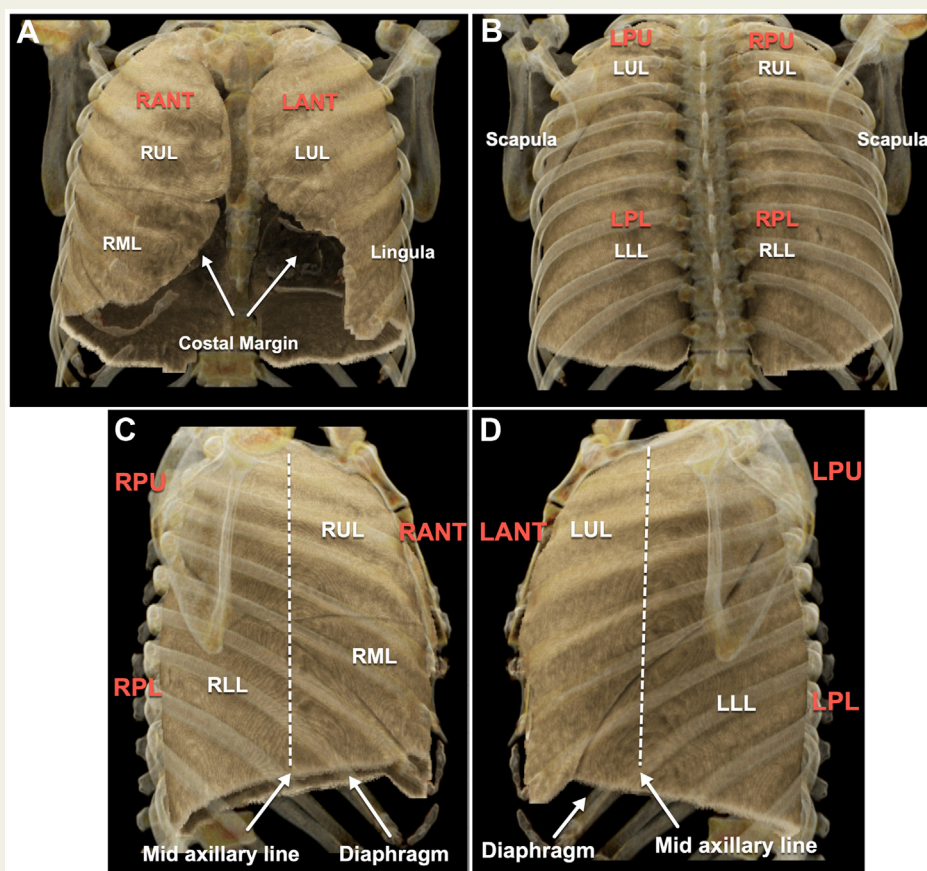 A
RANT
LANT
RUL
LUL
RML
Lingula
Costal Margin
B
LPU
RPU
LUL
RUL
Scapula
Scapula
LPL
RPL
LLL
RLL
C
RPU
RUL
RANT
RML
RLL
RPL
Mid axillary line
Diaphragm
D
LPU
LANT
LUL
LLL
LPL
Diaphragm
Mid axillary line